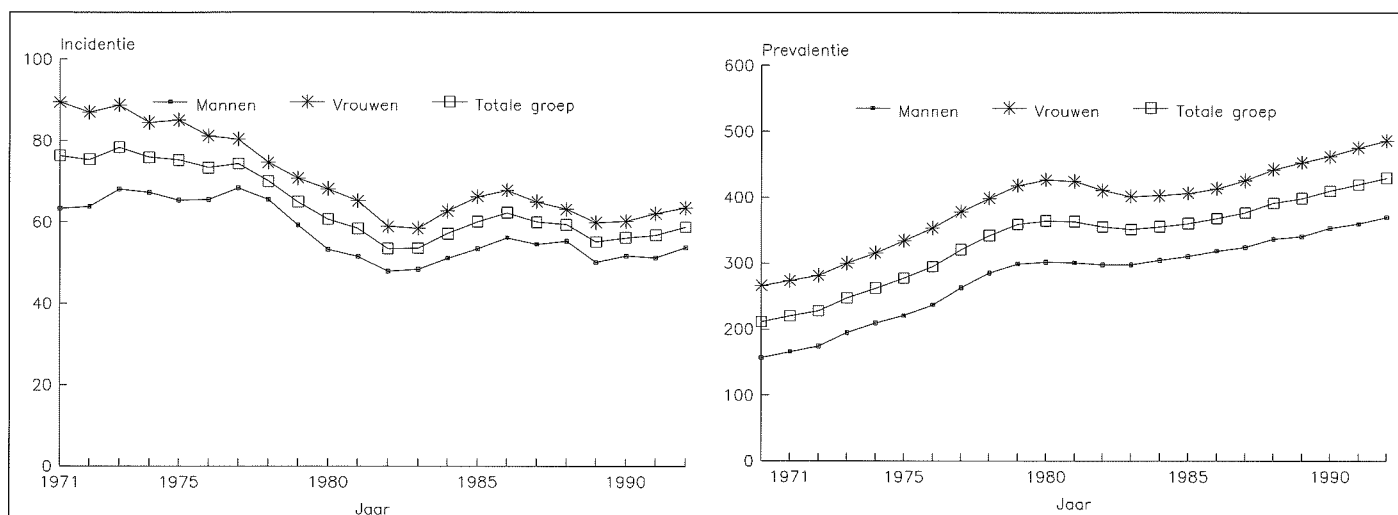 Incidentie
100
Mannen Vrouwen Totale groep
80
60
40
20
0
1971 1975 1980 1985 1990
Jaar
Prevalentie
600
Mannen Vrouwen Totale groep
500
400
300
200
100
0
1971 1975 1980 1985 1990
Jaar